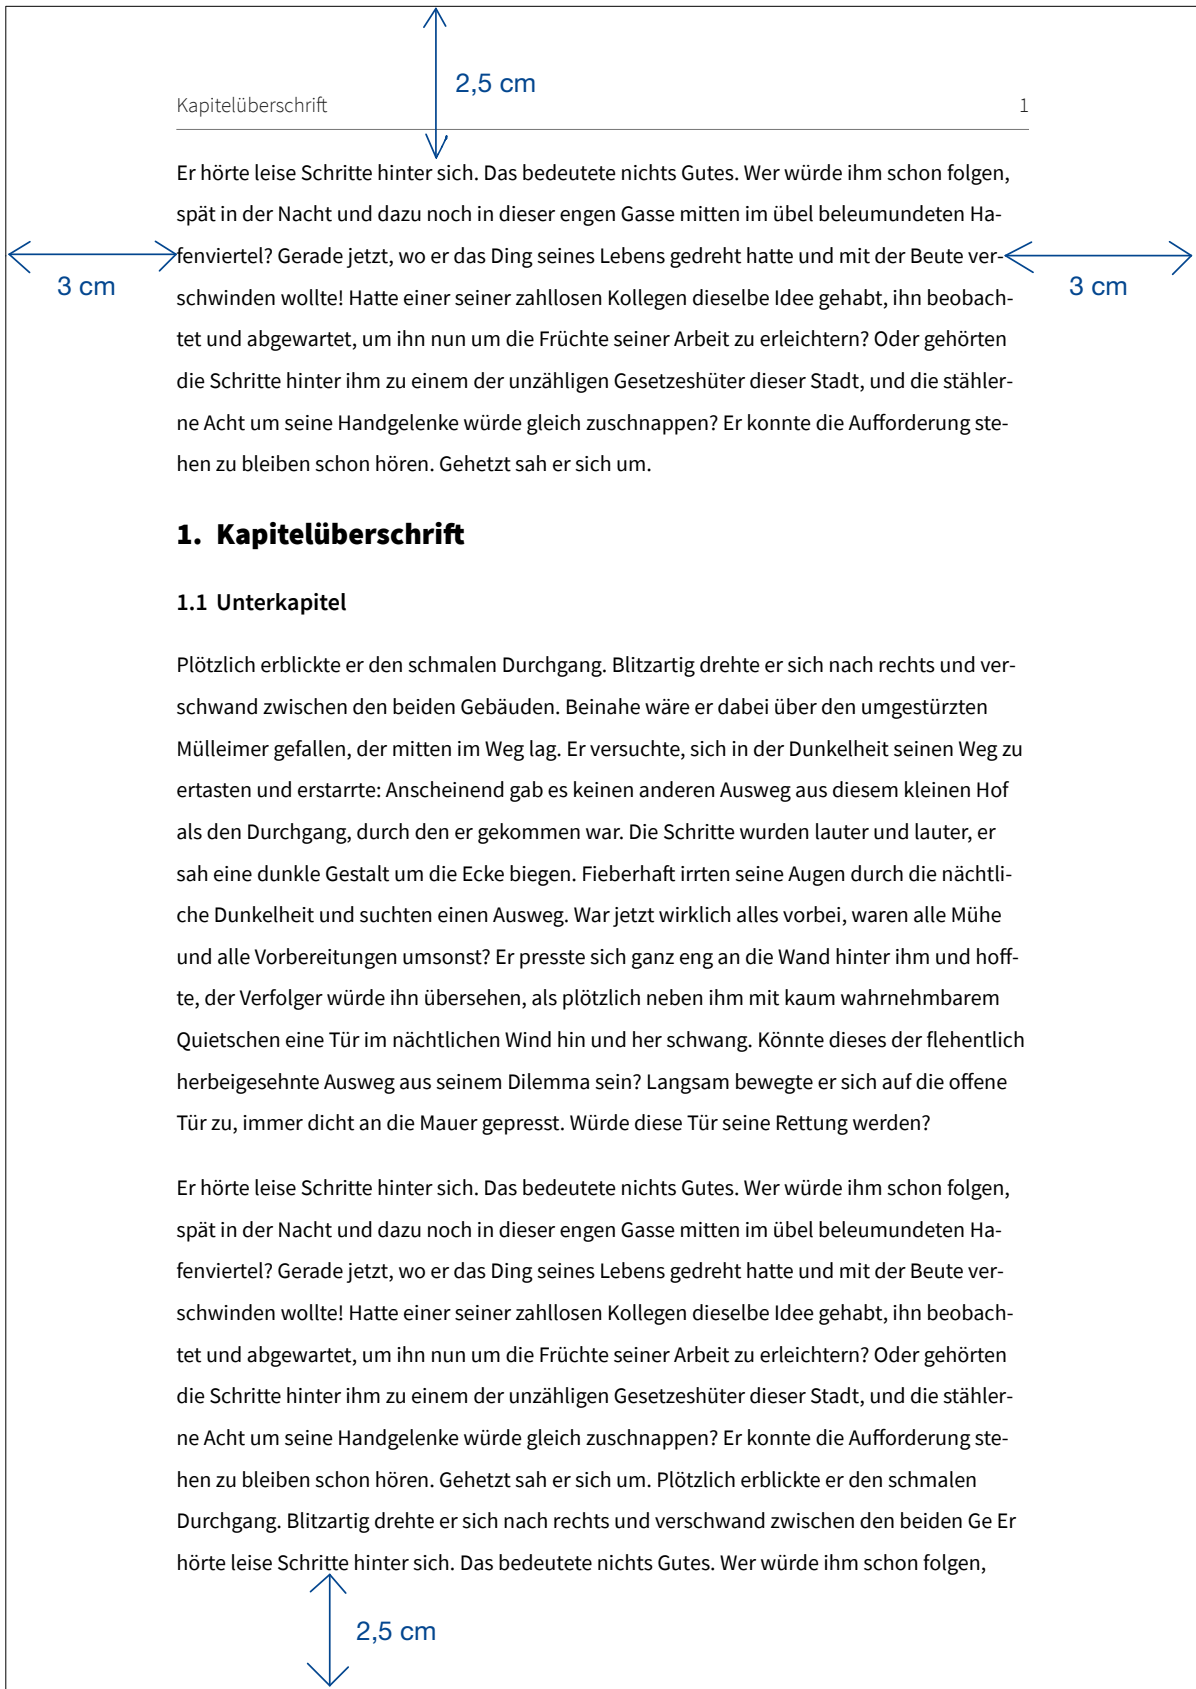 2,5 cm
Kapitelüberschrift 1
Er hörte leise Schritte hinter sich. Das bedeutete nichts Gutes. Wer würde ihm schon folgen,
spät in der Nacht und dazu noch in dieser engen Gasse mitten im übel beleumundeten Ha-
fenviertel? Gerade jetzt, wo er das Ding seines Lebens gedreht hatte und mit der Beute ver-
3 cm 3 cm
schwinden wollte! Hatte einer seiner zahllosen Kollegen dieselbe Idee gehabt, ihn beobach-
tet und abgewartet, um ihn nun um die Früchte seiner Arbeit zu erleichtern? Oder gehörten
die Schritte hinter ihm zu einem der unzähligen Gesetzeshüter dieser Stadt, und die stähler-
ne Acht um seine Handgelenke würde gleich zuschnappen? Er konnte die Aufforderung ste-
hen zu bleiben schon hören. Gehetzt sah er sich um.
1. Kapitelüberschrift
1.1 Unterkapitel
Plötzlich erblickte er den schmalen Durchgang. Blitzartig drehte er sich nach rechts und ver-
schwand zwischen den beiden Gebäuden. Beinahe wäre er dabei über den umgestürzten
Mülleimer gefallen, der mitten im Weg lag. Er versuchte, sich in der Dunkelheit seinen Weg zu
ertasten und erstarrte: Anscheinend gab es keinen anderen Ausweg aus diesem kleinen Hof
als den Durchgang, durch den er gekommen war. Die Schritte wurden lauter und lauter, er
sah eine dunkle Gestalt um die Ecke biegen. Fieberhaft irrten seine Augen durch die nächtli-
che Dunkelheit und suchten einen Ausweg. War jetzt wirklich alles vorbei, waren alle Mühe
und alle Vorbereitungen umsonst? Er presste sich ganz eng an die Wand hinter ihm und hoff-
te, der Verfolger würde ihn übersehen, als plötzlich neben ihm mit kaum wahrnehmbarem
Quietschen eine Tür im nächtlichen Wind hin und her schwang. Könnte dieses der flehentlich
herbeigesehnte Ausweg aus seinem Dilemma sein? Langsam bewegte er sich auf die offene
Tür zu, immer dicht an die Mauer gepresst. Würde diese Tür seine Rettung werden?
Er hörte leise Schritte hinter sich. Das bedeutete nichts Gutes. Wer würde ihm schon folgen,
spät in der Nacht und dazu noch in dieser engen Gasse mitten im übel beleumundeten Ha-
fenviertel? Gerade jetzt, wo er das Ding seines Lebens gedreht hatte und mit der Beute ver-
schwinden wollte! Hatte einer seiner zahllosen Kollegen dieselbe Idee gehabt, ihn beobach-
tet und abgewartet, um ihn nun um die Früchte seiner Arbeit zu erleichtern? Oder gehörten
die Schritte hinter ihm zu einem der unzähligen Gesetzeshüter dieser Stadt, und die stähler-
ne Acht um seine Handgelenke würde gleich zuschnappen? Er konnte die Aufforderung ste-
hen zu bleiben schon hören. Gehetzt sah er sich um. Plötzlich erblickte er den schmalen
Durchgang. Blitzartig drehte er sich nach rechts und verschwand zwischen den beiden Ge Er
hörte leise Schritte hinter sich. Das bedeutete nichts Gutes. Wer würde ihm schon folgen,
2,5 cm